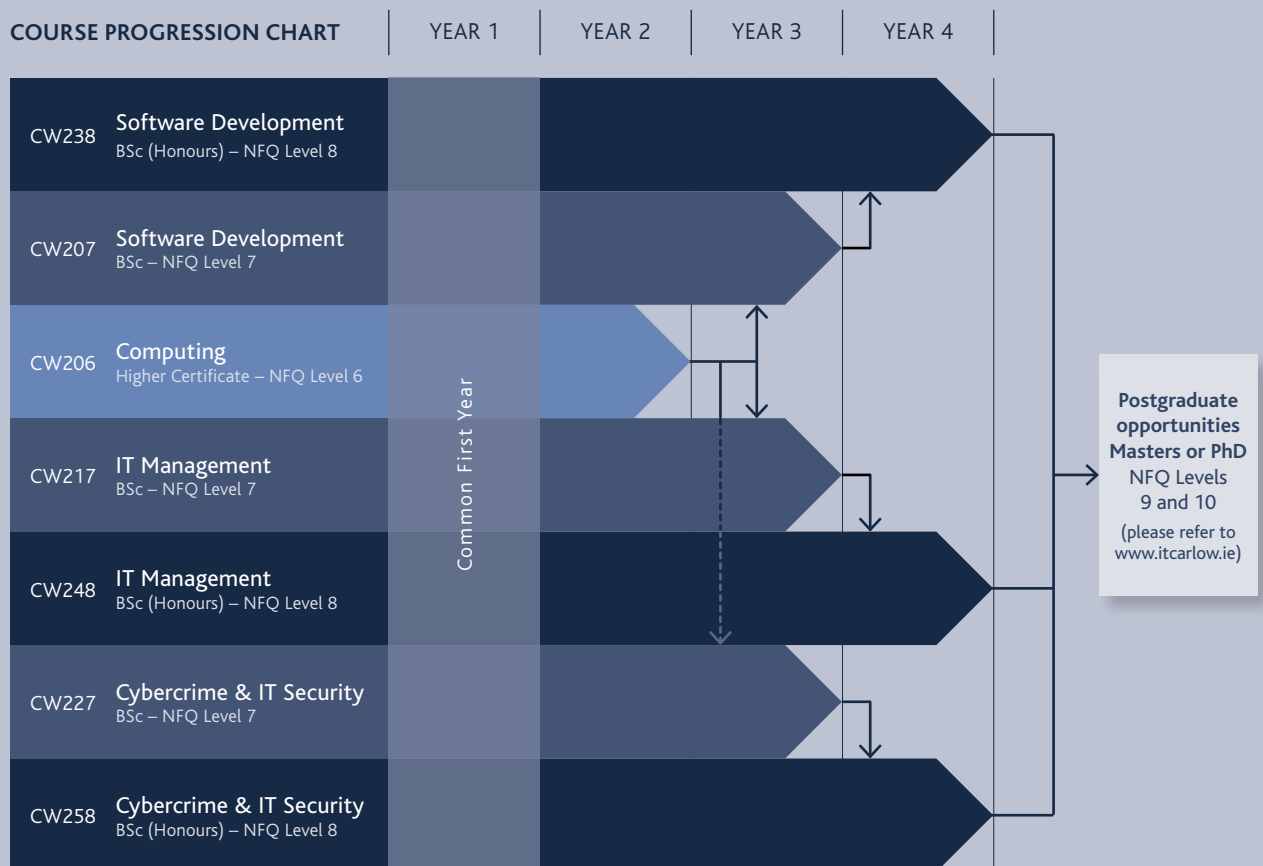 COURSE PROGRESSION CHART
YEAR 1
YEAR 2
YEAR 3
YEAR 4
CW238
Software Development
BSc (Honours) – NFQ Level 8
CW207
Software Development
BSc – NFQ Level 7
CW206
Computing
Higher Certificate – NFQ Level 6
CW217
IT Management
BSc – NFQ Level 7
CW248
IT Management
BSc (Honours) – NFQ Level 8
CW227
Cybercrime & IT Security
BSc – NFQ Level 7
CW258
Cybercrime & IT Security
BSc (Honours) – NFQ Level 8
Common First Year
Postgraduate
opportunities
Masters or PhD
NFQ Levels
9 and 10
(please refer to
www.itcarlow.ie)